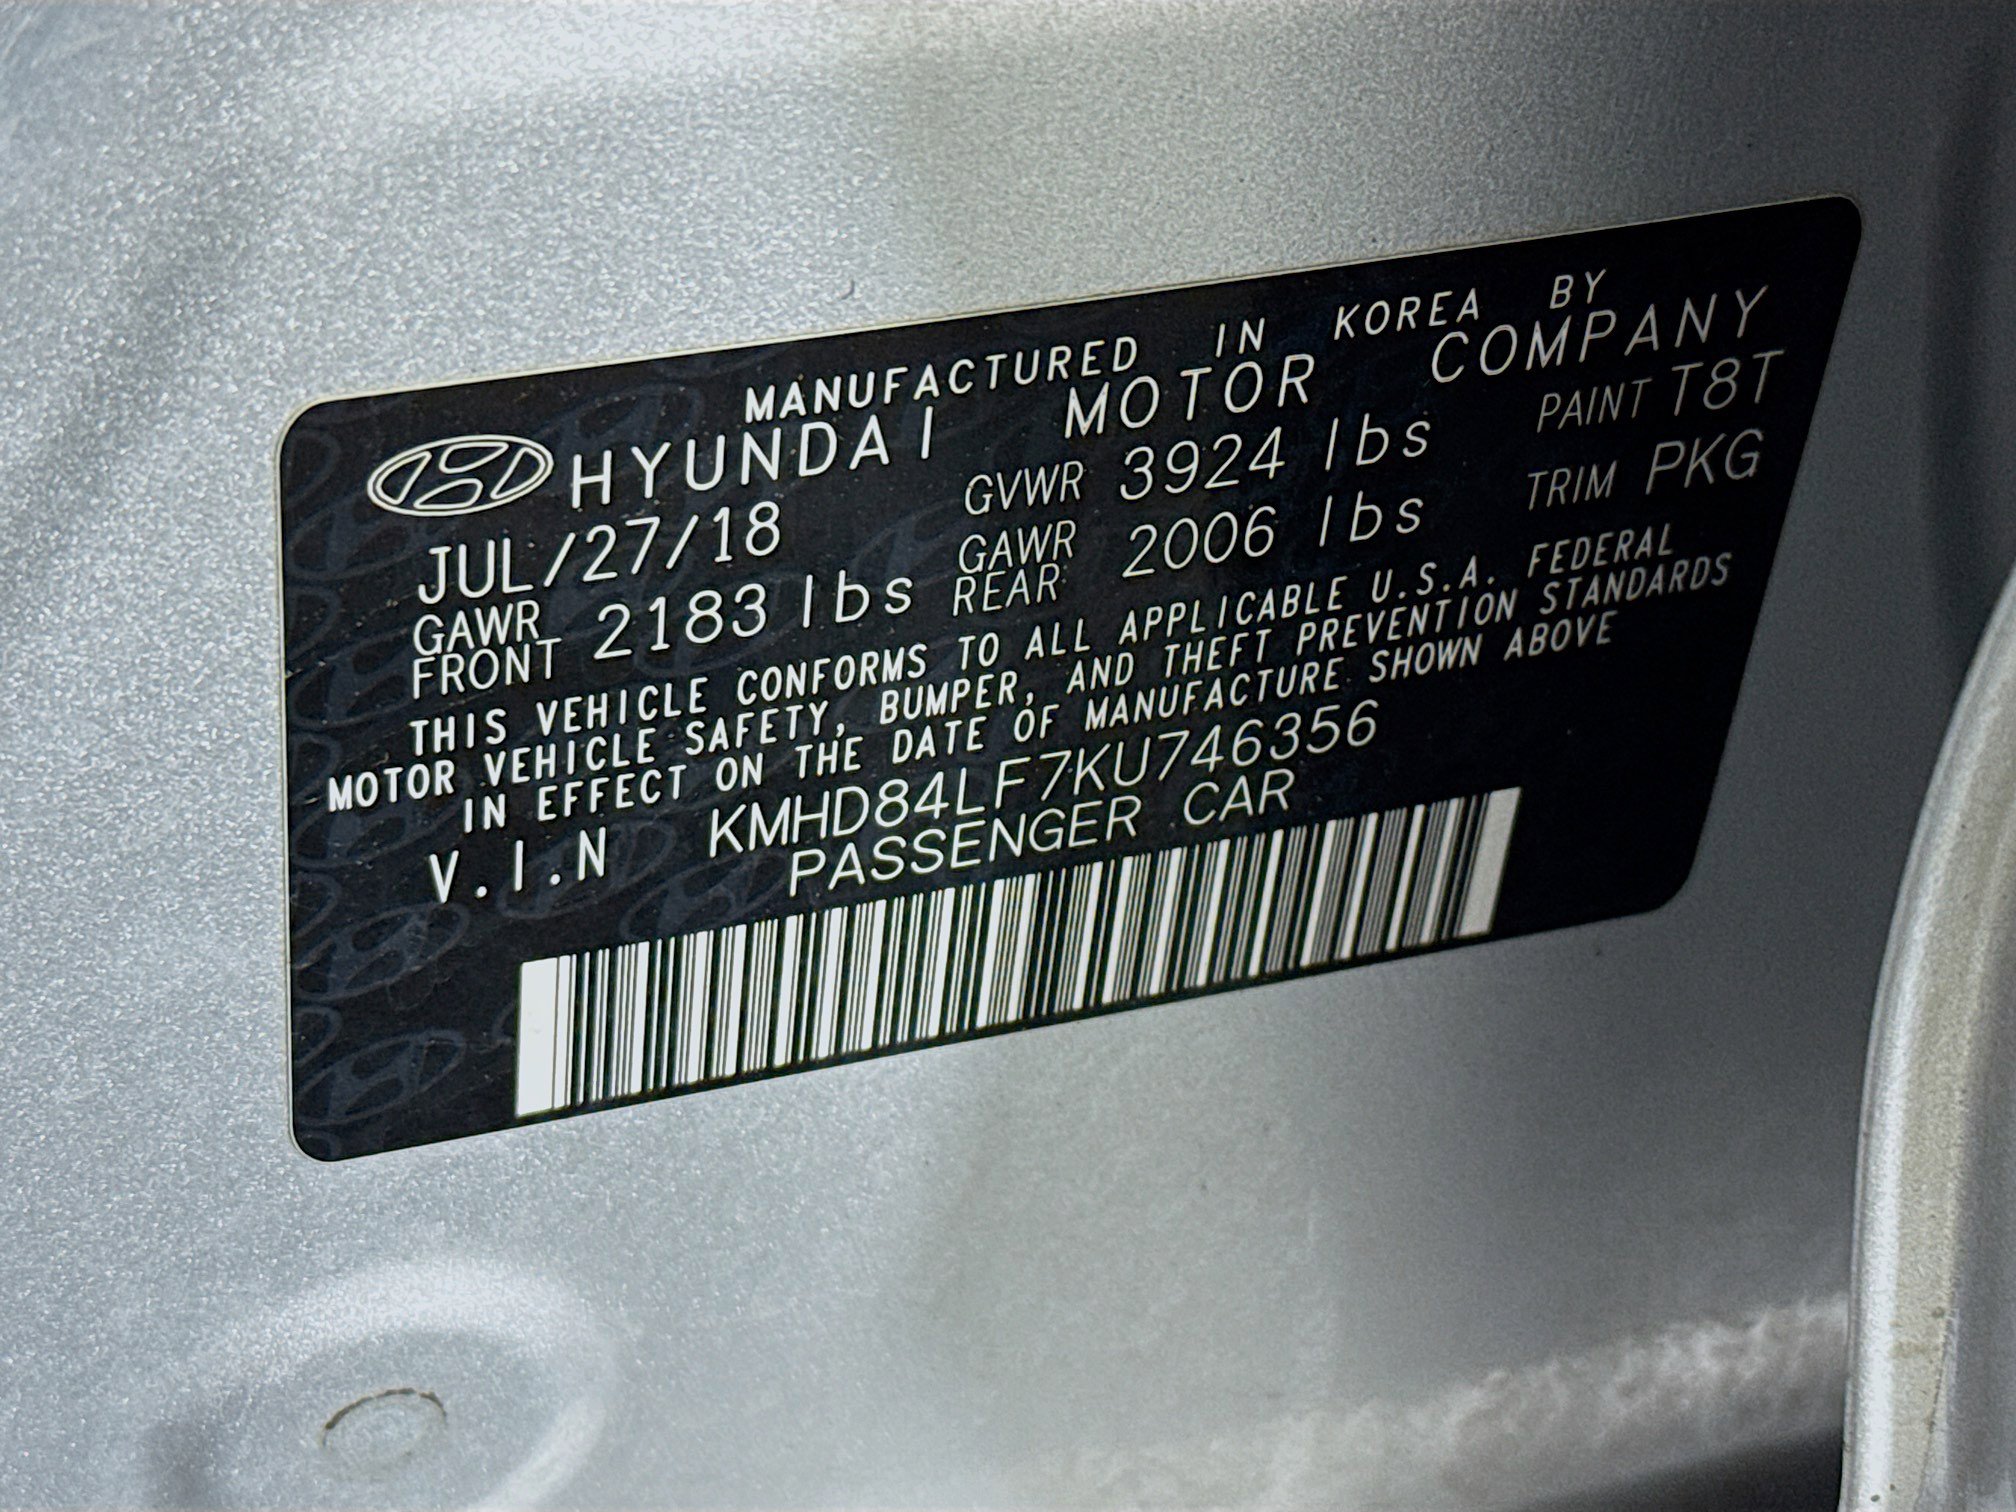 MANUFACTURED IN KOREA BY
HYUNDAI MOTOR COMPANY
JUL/27/18 GVWR 3924 lbs PAINT T8T
GAWR FRONT 2183 lbs GAWR REAR 2006 lbs TRIM PKG
THIS VEHICLE CONFORMS TO ALL APPLICABLE U.S.A. FEDERAL
MOTOR VEHICLE SAFETY, BUMPER, AND THEFT PREVENTION STANDARDS
IN EFFECT ON THE DATE OF MANUFACTURE SHOWN ABOVE
V.I.N KMHD84LF7KU746356
PASSENGER CAR